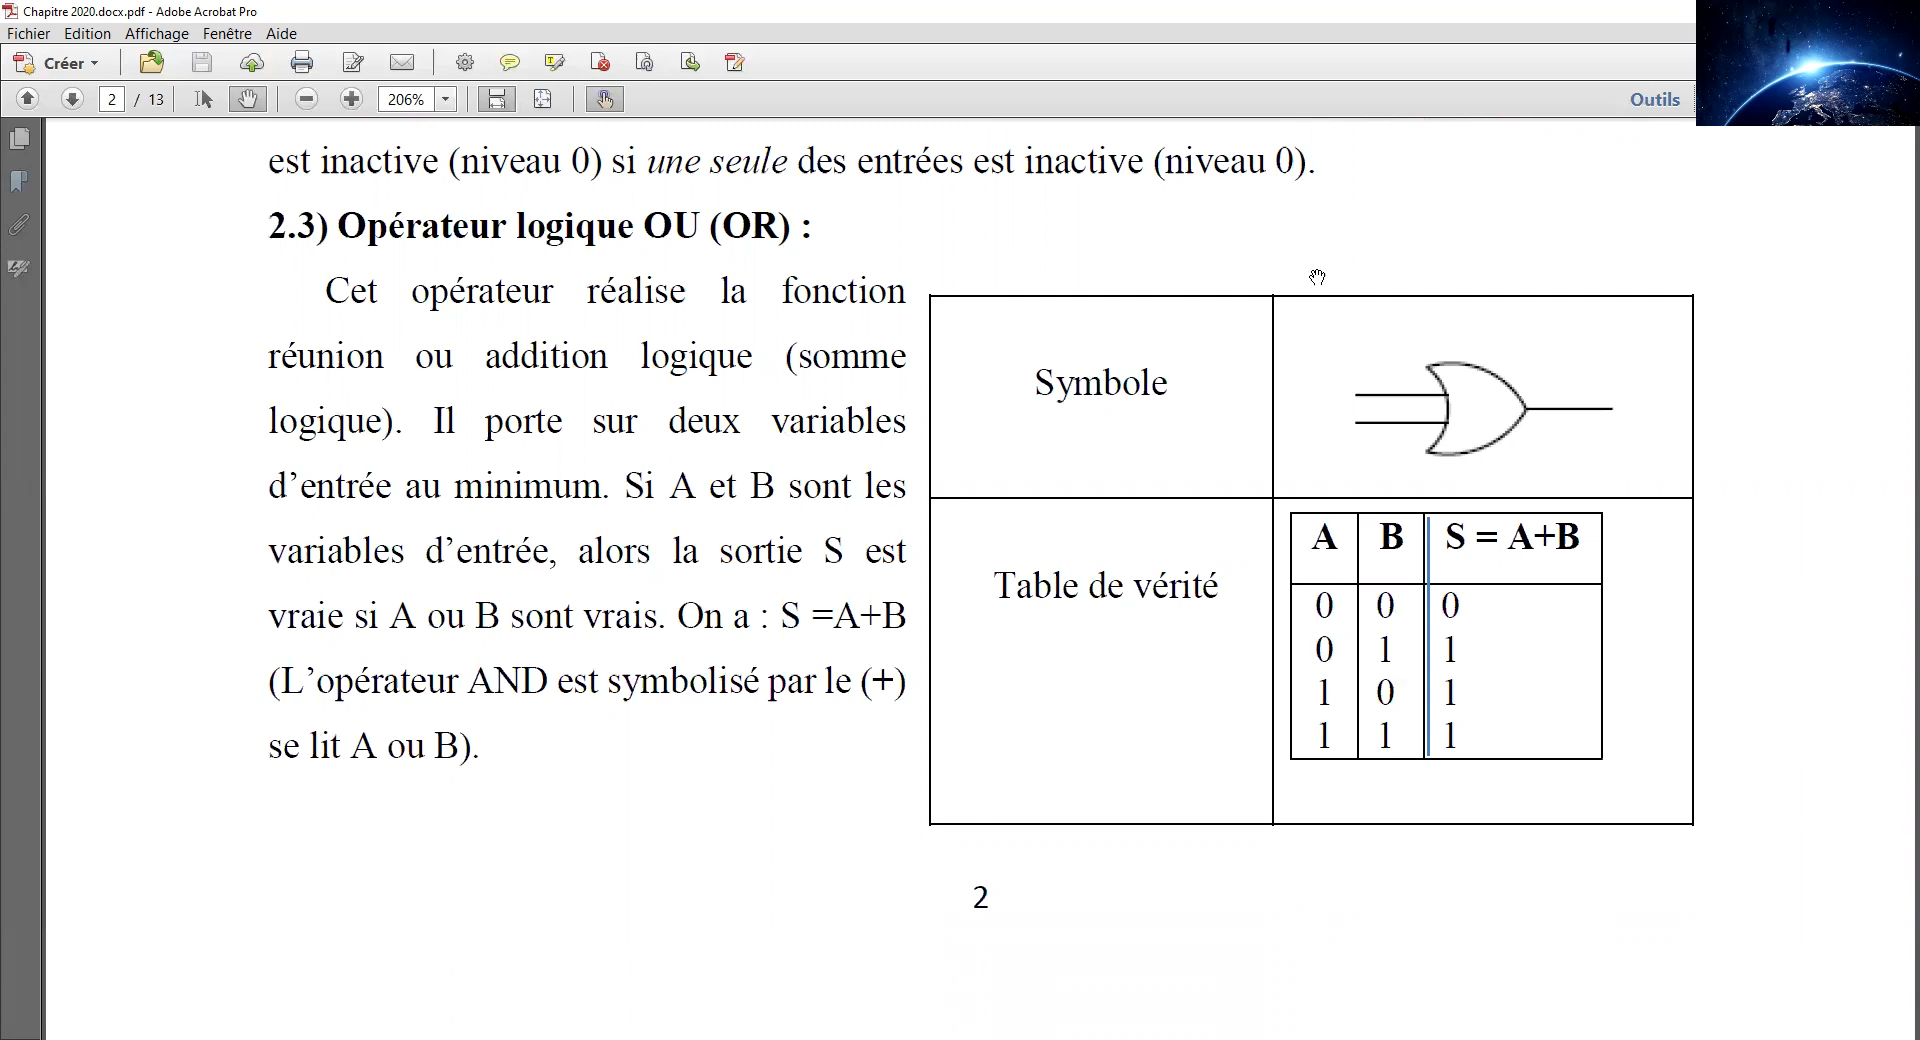 Chapitre 2020.docx.pdf - Adobe Acrobat Pro
Fichier Edition Affichage Fenêtre Aide
Créer
2 / 13 206% Outils
est inactive (niveau 0) si une seule des entrées est inactive (niveau 0).
2.3) Opérateur logique OU (OR) :
Cet opérateur réalise la fonction
réunion ou addition logique (somme
logique). Il porte sur deux variables
d’entrée au minimum. Si A et B sont les
variables d’entrée, alors la sortie S est
vraie si A ou B sont vrais. On a : S =A+B
(L’opérateur AND est symbolisé par le (+)
se lit A ou B).
Symbole
Table de vérité
A B S = A+B
0 0 0
0 1 1
1 0 1
1 1 1
2